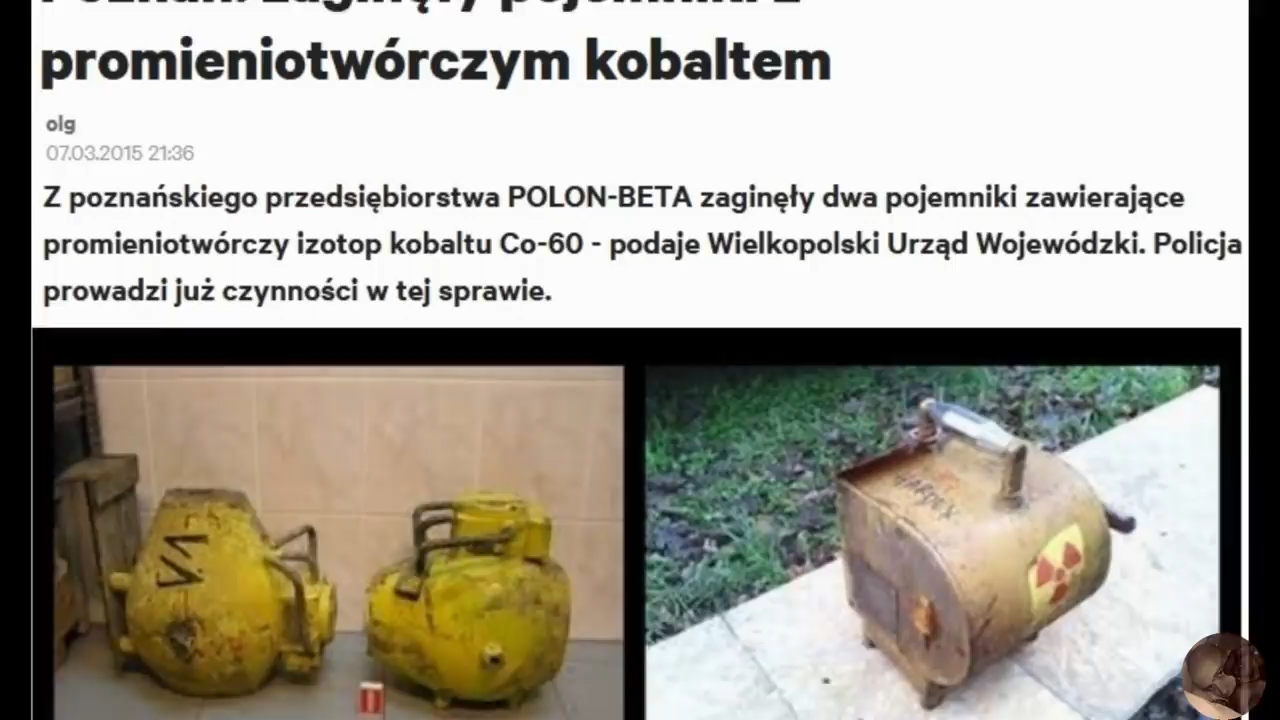 promieniotwórczym kobaltem
olg
07.03.2015 21:36
Z poznańskiego przedsiębiorstwa POLON-BETA zaginęły dwa pojemniki zawierające
promieniotwórczy izotop kobaltu Co-60 - podaje Wielkopolski Urząd Wojewódzki. Policja
prowadzi już czynności w tej sprawie.